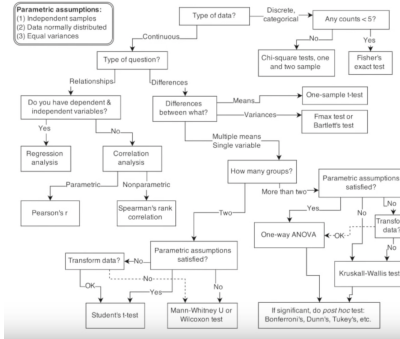 Parametric assumptions:
(1) Independent samples
(2) Data normally distributed
(3) Equal variances
Type of data?
Discrete,
categorical
Any counts < 5?
Continuous
No
Yes
Type of question?
Chi-square tests, one
and two sample
Fisher's
exact test
Relationships
Differences
Do you have dependent &
independent variables?
Differences
between what?
Means
One-sample t-test
Variances
Fmax test or
Bartlett's test
Yes
No
Multiple means
Single variable
Regression
analysis
Correlation
analysis
How many groups?
Parametric assumptions
satisfied?
More than two
Parametric
Nonparametric
Yes
No
No
Transfo
data?
Pearson's r
Spearman's rank
correlation
Two
One-way ANOVA
OK
No
Parametric assumptions
satisfied?
Transform data?
No
Kruskall-Wallis test
OK
No
Yes
No
Student's t-test
Mann-Whitney U or
Wilcoxon test
If significant, do post hoc test:
Bonferroni's, Dunn's, Tukey's, etc.